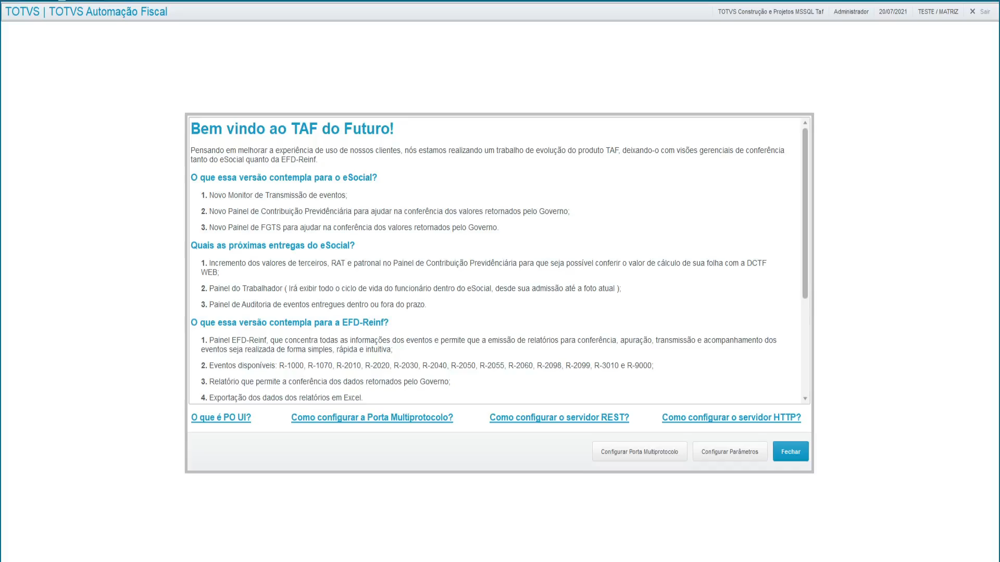 TOTVS | TOTVS Automação Fiscal
TOTVS Construção e Projetos MSSQL Taf
Administrador
20/07/2021
TESTE / MATRIZ
Sair
Bem vindo ao TAF do Futuro!
Pensando em melhorar a experiência de uso de nossos clientes, nós estamos realizando um trabalho de evolução do produto TAF, deixando-o com visões gerenciais de conferência
tanto do eSocial quanto da EFD-Reinf.
O que essa versão contempla para o eSocial?
1. Novo Monitor de Transmissão de eventos;
2. Novo Painel de Contribuição Previdênciária para ajudar na conferência dos valores retornados pelo Governo;
3. Novo Painel de FGTS para ajudar na conferência dos valores retornados pelo Governo.
Quais as próximas entregas do eSocial?
1. Incremento dos valores de terceiros, RAT e patronal no Painel de Contribuição Previdênciária para que seja possível conferir o valor de cálculo de sua folha com a DCTF
WEB;
2. Painel do Trabalhador ( Irá exibir todo o ciclo de vida do funcionário dentro do eSocial, desde sua admissão até a foto atual );
3. Painel de Auditoria de eventos entregues dentro ou fora do prazo.
O que essa versão contempla para a EFD-Reinf?
1. Painel EFD-Reinf, que concentra todas as informações dos eventos e permite que a emissão de relatórios para conferência, apuração, transmissão e acompanhamento dos
eventos seja realizada de forma simples, rápida e intuitiva;
2. Eventos disponíveis: R-1000, R-1070, R-2010, R-2020, R-2030, R-2040, R-2050, R-2055, R-2060, R-2098, R-2099, R-3010 e R-9000;
3. Relatório que permite a conferência dos dados retornados pelo Governo;
4. Exportação dos dados dos relatórios em Excel.
O que é PO UI?
Como configurar a Porta Multiprotocolo?
Como configurar o servidor REST?
Como configurar o servidor HTTP?
Configurar Porta Multiprotocolo
Configurar Parâmetros
Fechar